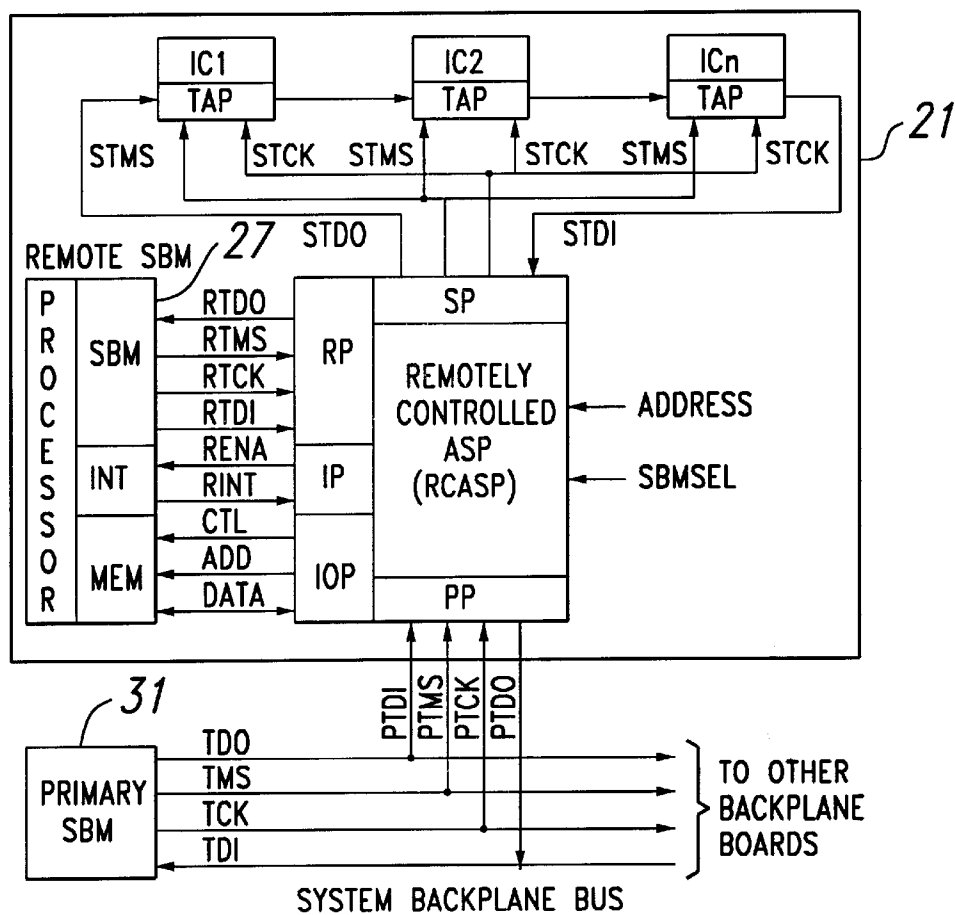 IC1
TAP
IC2
TAP
ICn
TAP
21
STMS
STCK
STMS
STCK
STMS
STCK
STDO
STDI
REMOTE SBM
27
PROCESSOR
SBM
INT
MEM
RTDO
RTMS
RTCK
RTDI
RENA
RINT
CTL
ADD
DATA
RP
IP
IOP
SP
REMOTELY
CONTROLLED
ASP
(RCASP)
PP
ADDRESS
SBMSEL
PTDI
PTMS
PTCK
PTDO
31
PRIMARY
SBM
TDO
TMS
TCK
TDI
TO OTHER
BACKPLANE
BOARDS
SYSTEM BACKPLANE BUS